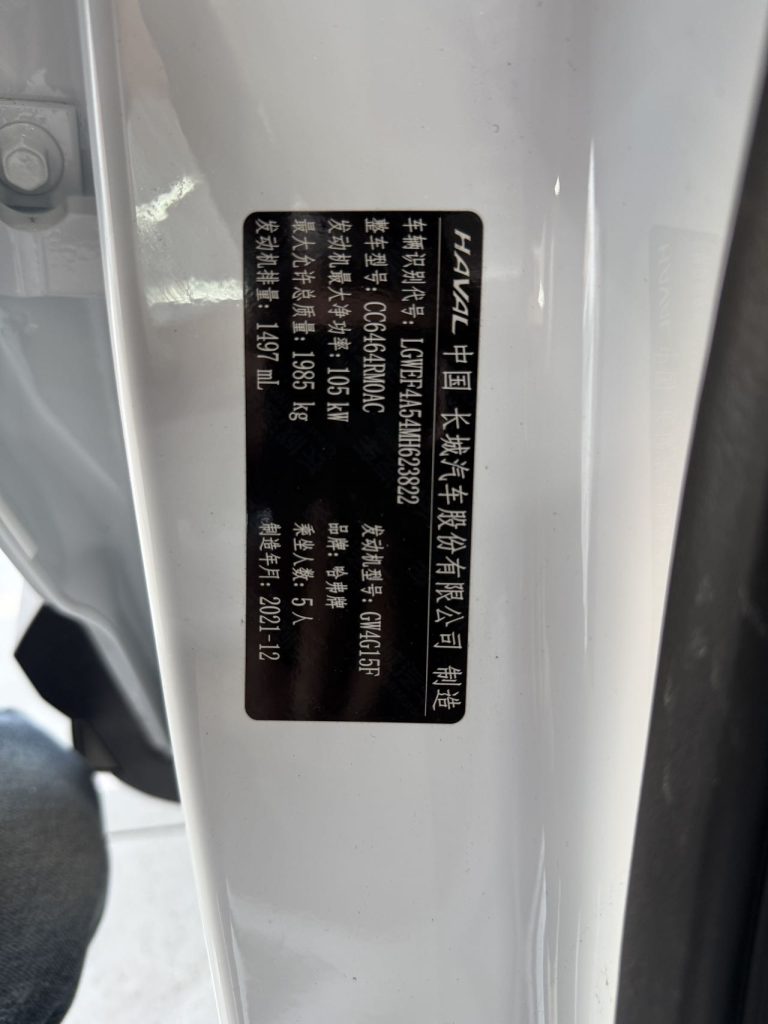 HAVAL 中国 长城汽车股份有限公司 制造
车辆识别代号: LGWEF4A54MH623822
整车型号: CC6464RM0AC 发动机型号: GW4G15F
发动机最大净功率: 105 kW 品牌: 哈弗牌
最大允许总质量: 1985 kg 乘坐人数: 5 人
发动机排量: 1497 mL 制造年月: 2021-12